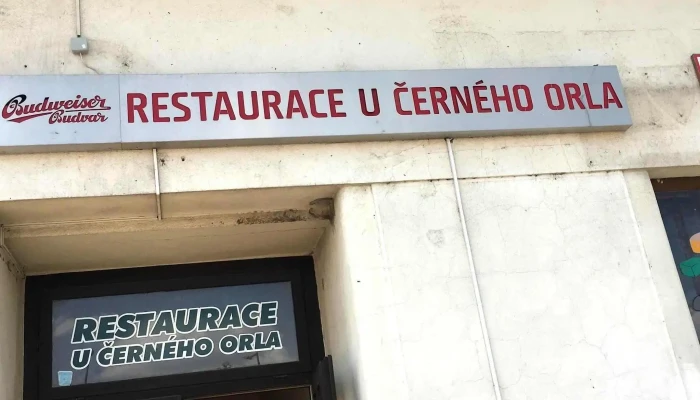 Budweiser
Budvar
RESTAURACE U ČERNÉHO ORLA
RESTAURACE
U ČERNÉHO ORLA